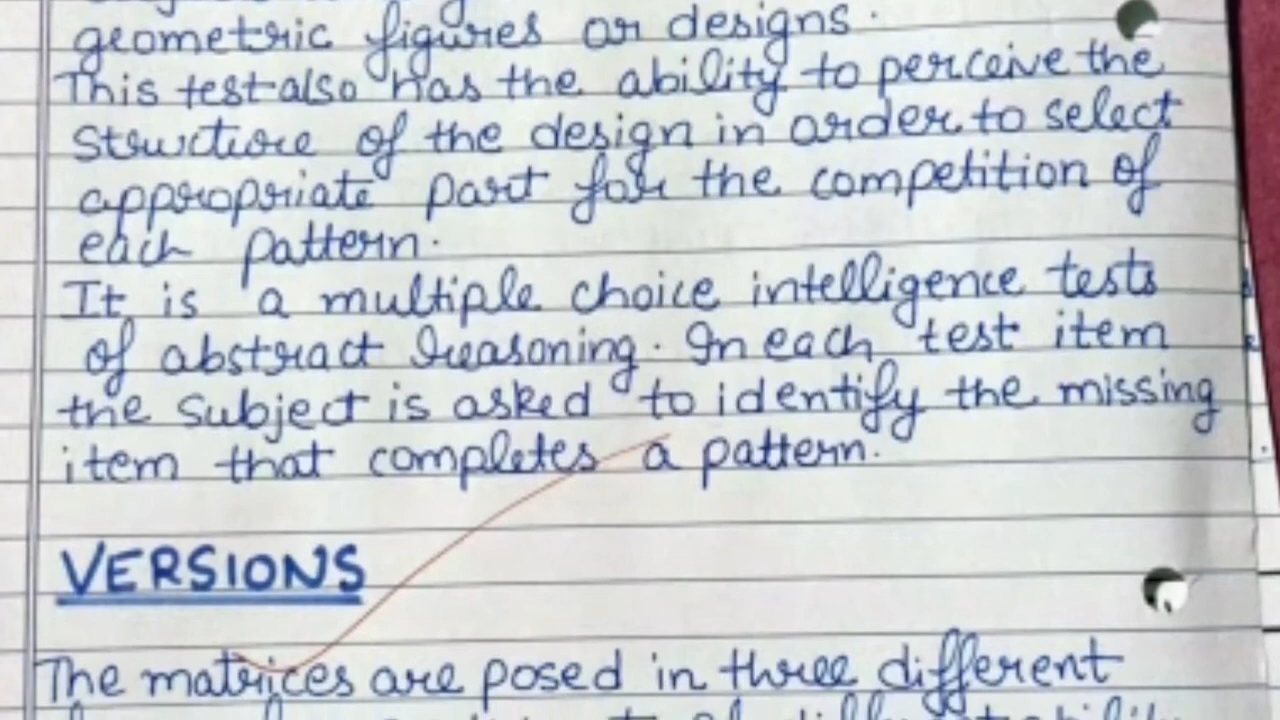 geometric figures or designs.
This test also has the ability to perceive the
structure of the design in order to select
appropriate part for the competition of
each pattern.
It is a multiple choice intelligence tests
of abstract reasoning. In each test item
the subject is asked to identify the missing
item that completes a pattern.
VERSIONS
The matrices are posed in three different